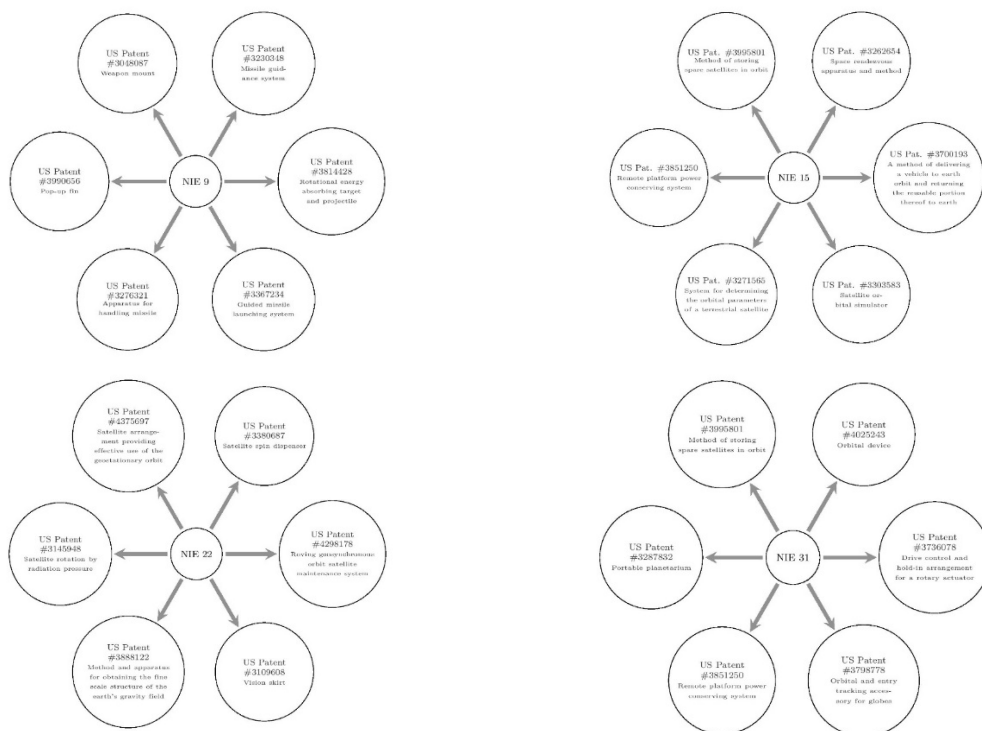 US Patent
#3048087
Weapon mount
US Patent
#3230348
Missile guid-
ance system
US Patent
#3990656
Pop-up fin
NIE 9
US Patent
#3814428
Rotational energy
absorbing target
and projectile
US Patent
#3276321
Apparatus for
handling missile
US Patent
#3367234
Guided missile
launching system
US Pat. #3995801
Method of storing
spare satellites in orbit
US Pat. #3262654
Space rendezvous
apparatus and method
US Pat. #3851250
Remote platform power
conserving system
NIE 15
US Pat. #3700193
A method of delivering
a vehicle to earth
orbit and returning
the reusable portion
thereof to earth
US Pat. #3271565
System for determining
the orbital parameters
of a terrestrial satellite
US Pat. #3303583
Satellite or-
bital simulator
US Patent
#4375697
Satellite arrange-
ment providing
effective use of the
geostationary orbit
US Patent
#3380687
Satellite spin dispenser
US Patent
#3145948
Satellite rotation by
radiation pressure
NIE 22
US Patent
#4298178
Roving geosynchronous
orbit satellite
maintenance system
US Patent
#3888122
Method and apparatus
for obtaining the fine
scale structure of the
earth's gravity field
US Patent
#3109608
Vision skirt
US Patent
#3995801
Method of storing
spare satellites in orbit
US Patent
#4025243
Orbital device
US Patent
#3287832
Portable planetarium
NIE 31
US Patent
#3736078
Drive control and
hold-in arrangement
for a rotary actuator
US Patent
#3851250
Remote platform power
conserving system
US Patent
#3798778
Orbital and entry
tracking acces-
sory for globes